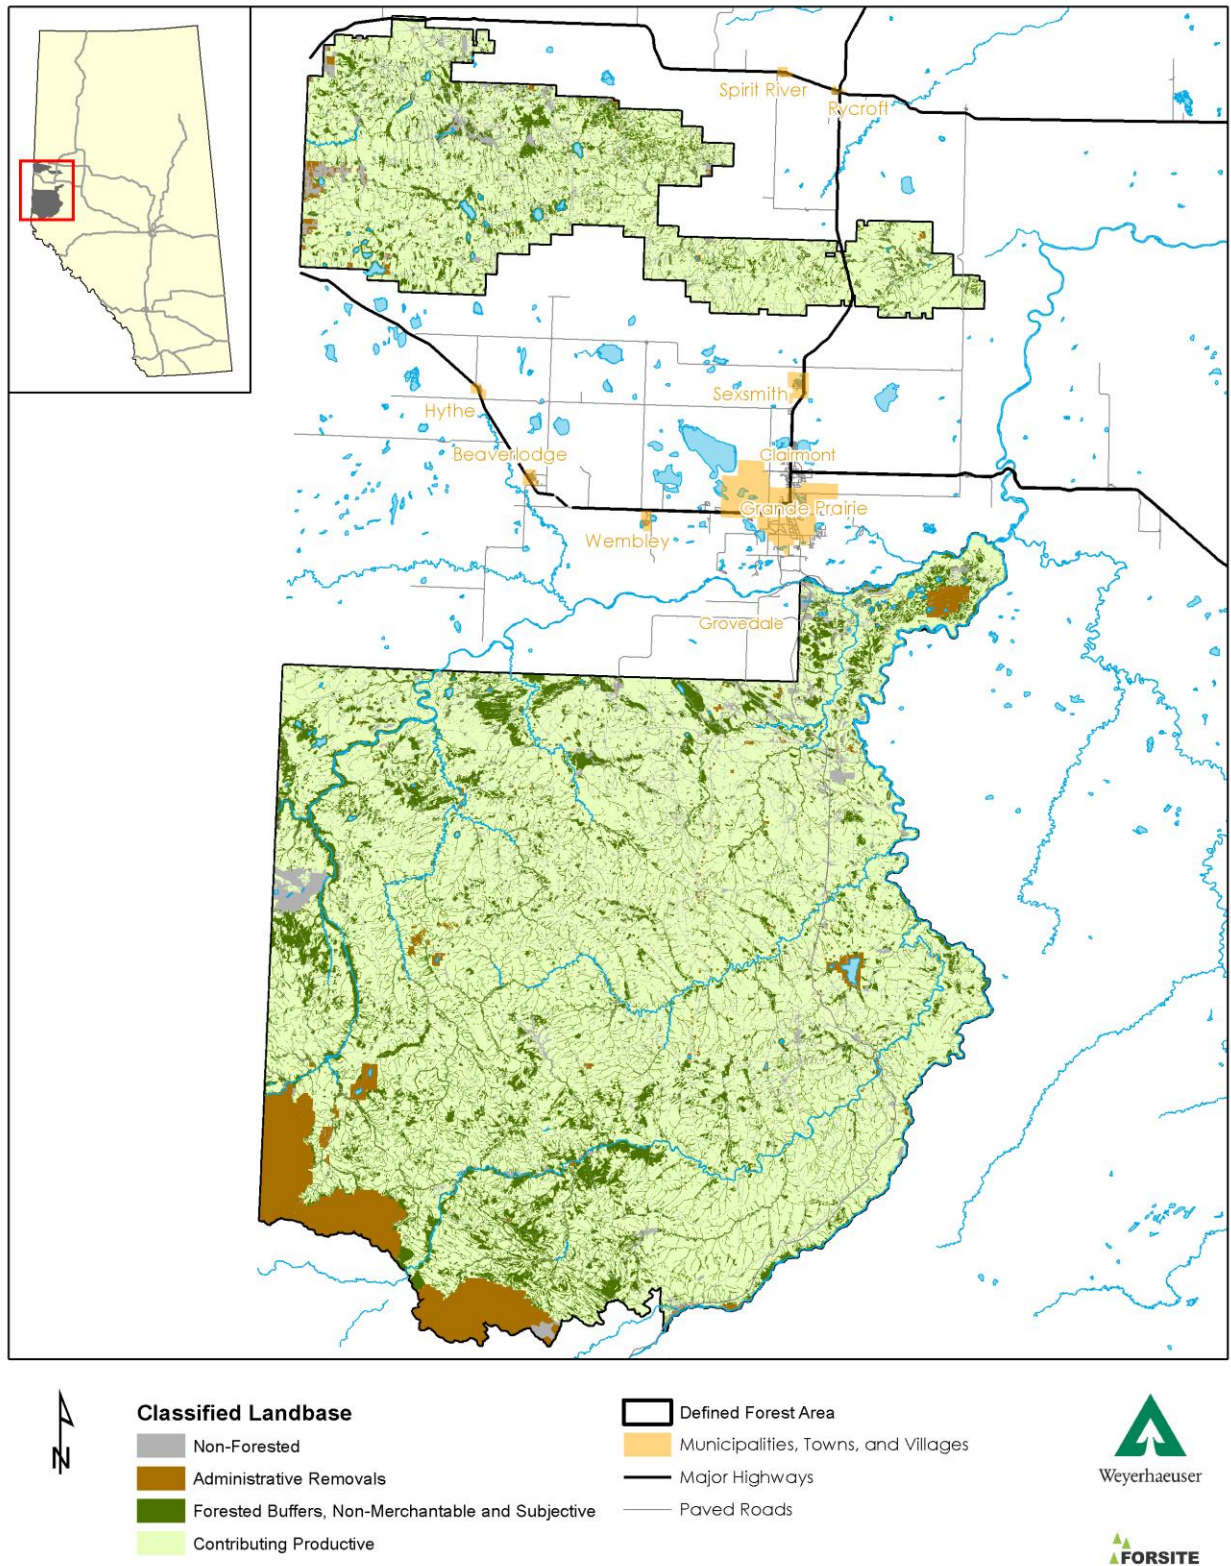 Spirit River
Rycroft
Sexsmith
Hythe
Clairmont
Beaverlodge
Grande Prairie
Wembley
Grovedale
N
Classified Landbase
Non-Forested
Administrative Removals
Forested Buffers, Non-Merchantable and Subjective
Contributing Productive
Defined Forest Area
Municipalities, Towns, and Villages
Major Highways
Paved Roads
Weyerhaeuser
FORSITE